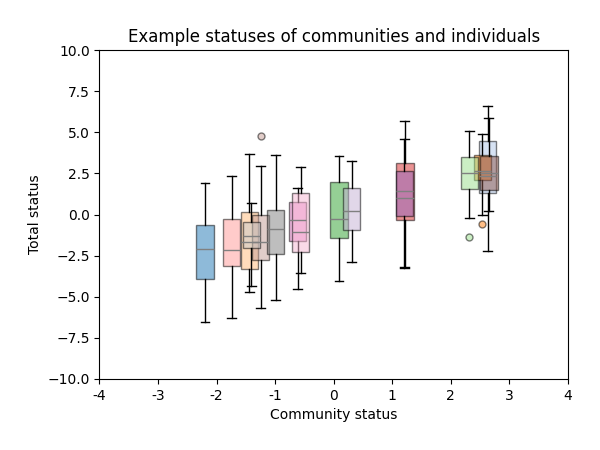 Example statuses of communities and individuals
10.0
7.5
5.0
2.5
0.0
−2.5
−5.0
−7.5
−10.0
Total status
-4 -3 -2 -1 0 1 2 3 4
Community status